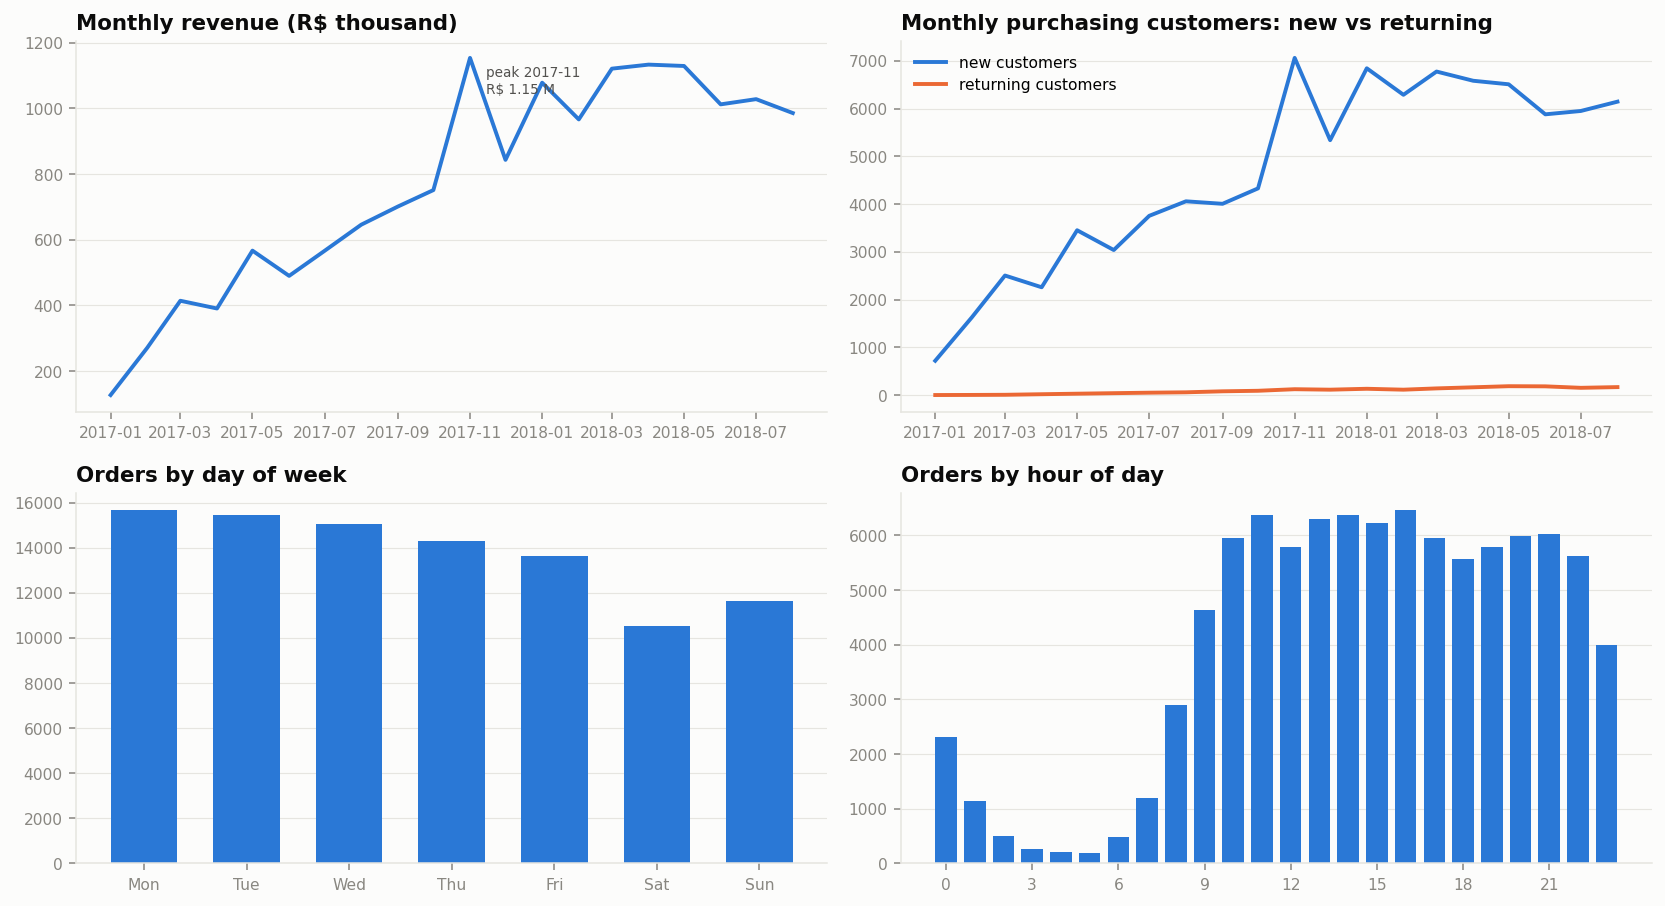 Monthly revenue (R$ thousand)
1200
1000
800
600
400
200
peak 2017-11
R$ 1.15 M
2017-01 2017-03 2017-05 2017-07 2017-09 2017-11 2018-01 2018-03 2018-05 2018-07
Monthly purchasing customers: new vs returning
new customers
returning customers
7000
6000
5000
4000
3000
2000
1000
0
2017-01 2017-03 2017-05 2017-07 2017-09 2017-11 2018-01 2018-03 2018-05 2018-07
Orders by day of week
16000
14000
12000
10000
8000
6000
4000
2000
0
Mon Tue Wed Thu Fri Sat Sun
Orders by hour of day
6000
5000
4000
3000
2000
1000
0
0 3 6 9 12 15 18 21